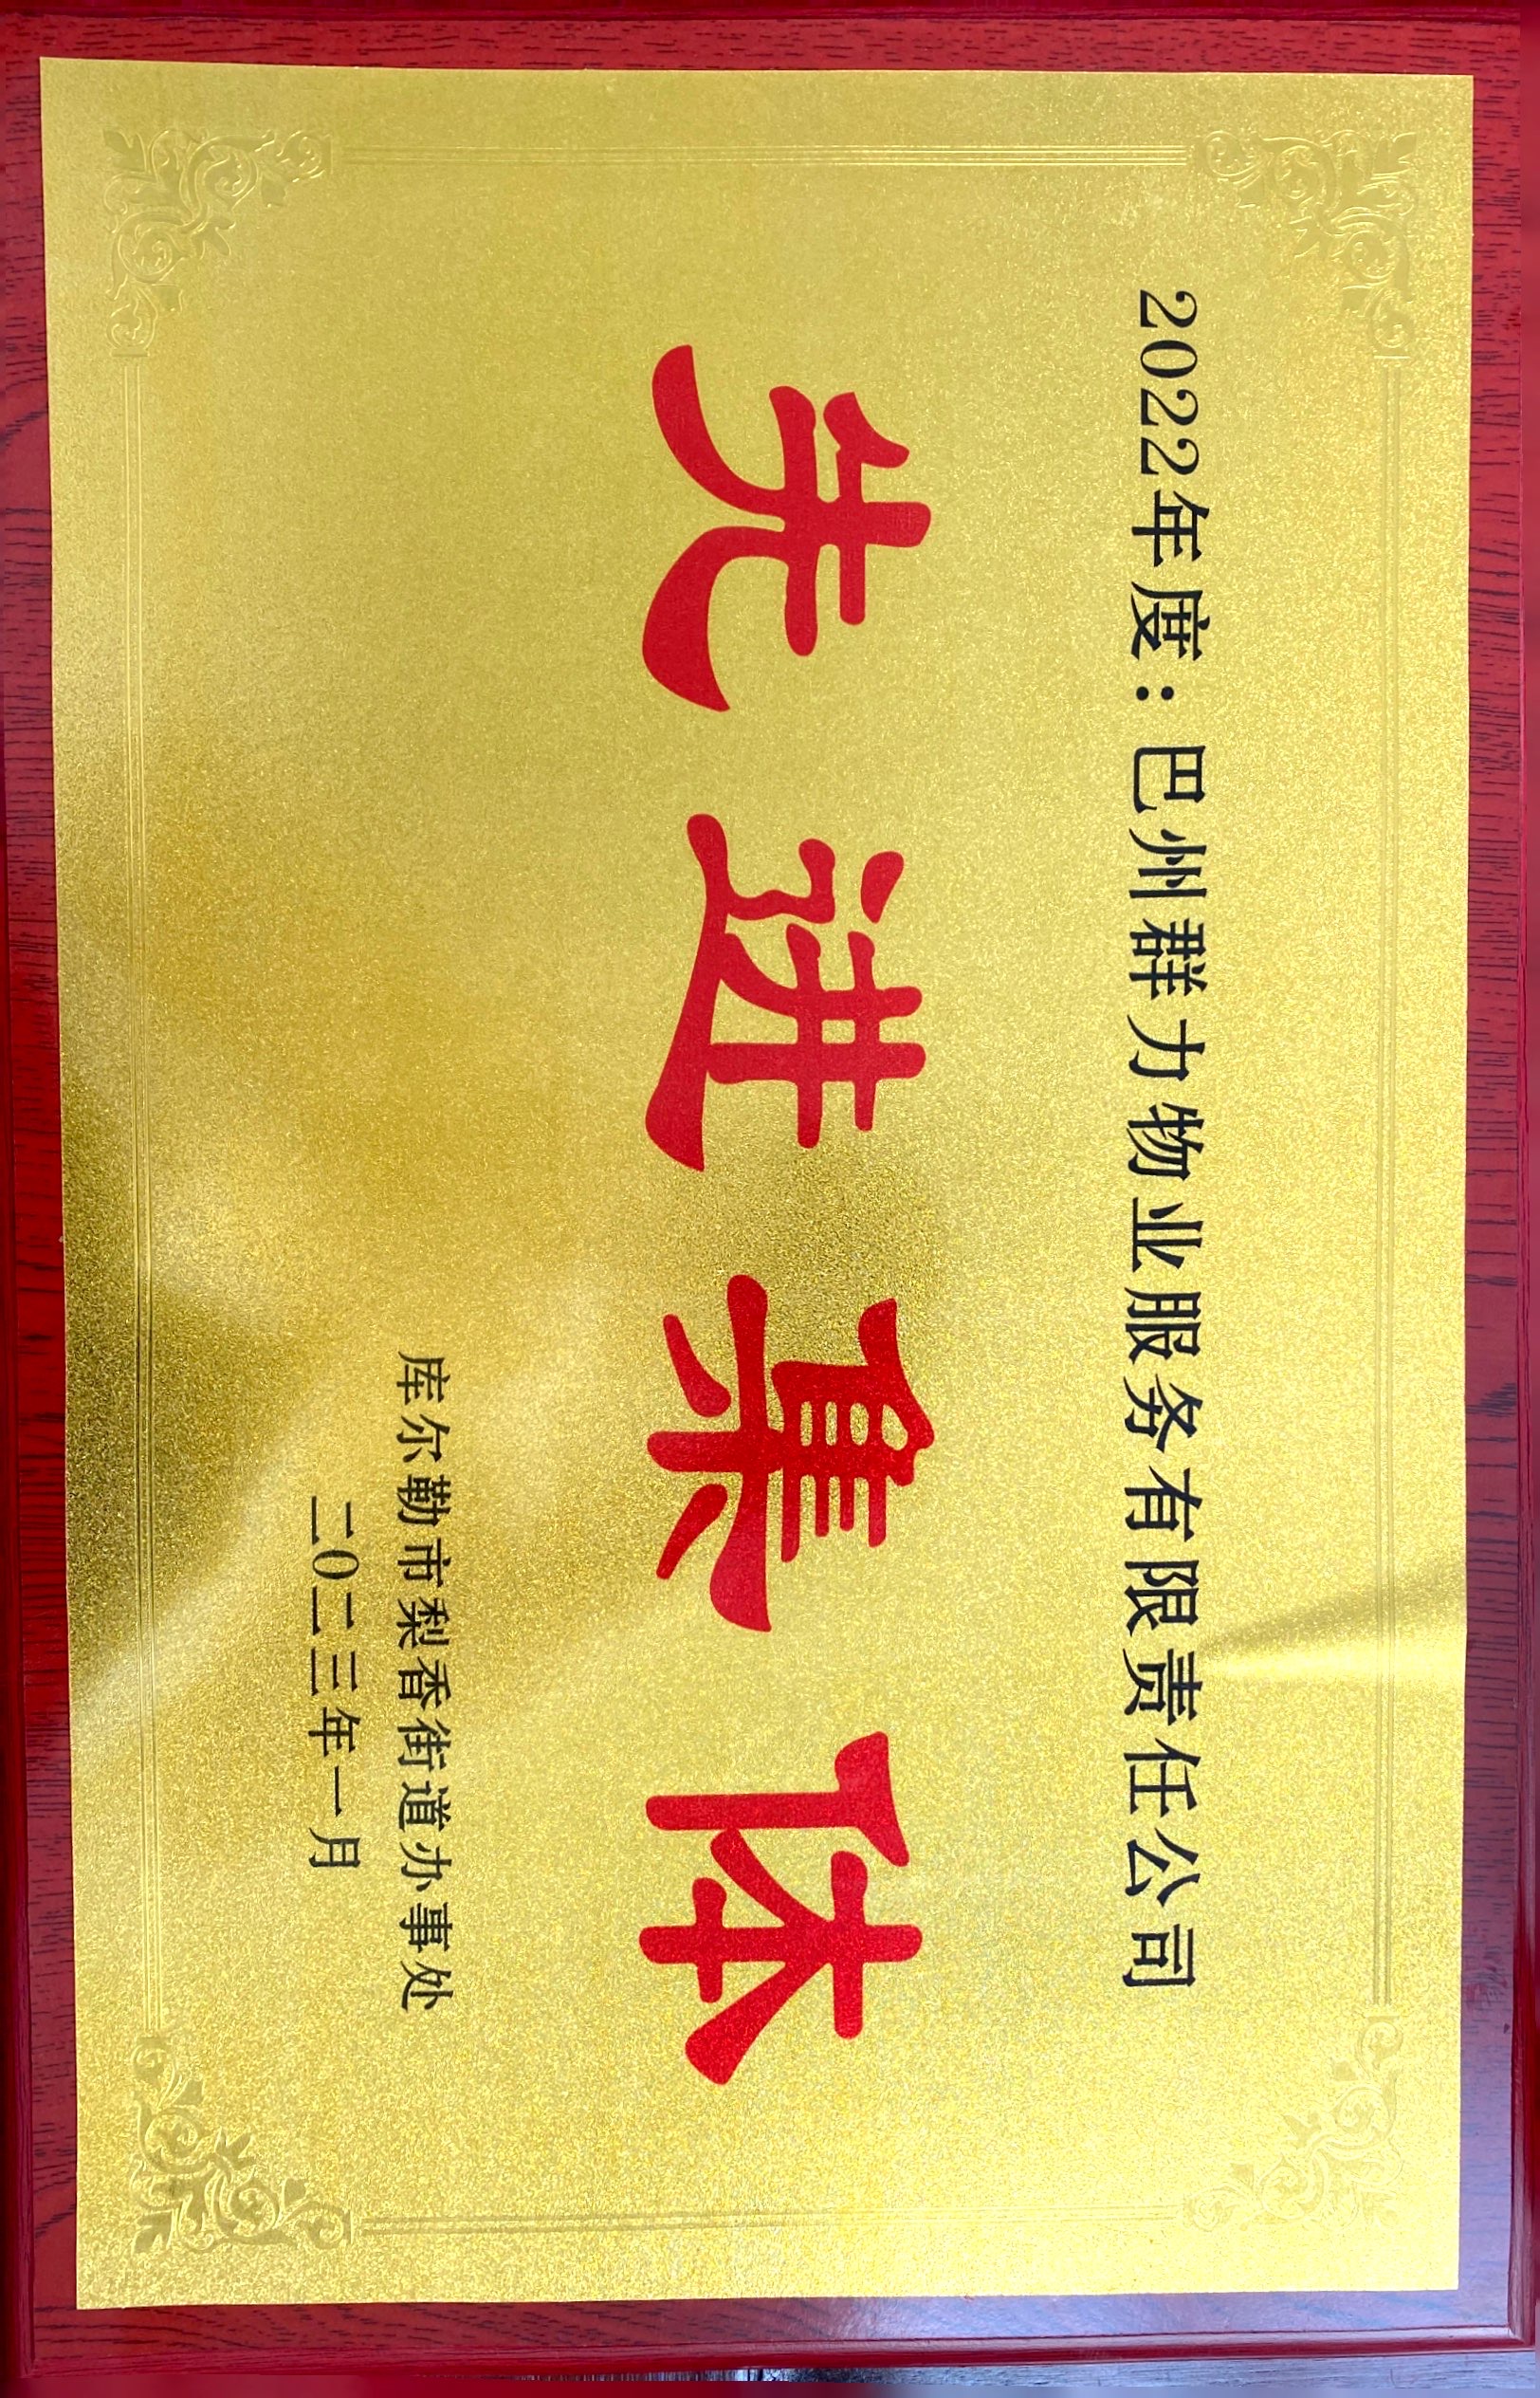 2022年度：巴州群力物业服务有限责任公司
先进集体
库尔勒市梨香街道办事处
二〇二三年一月